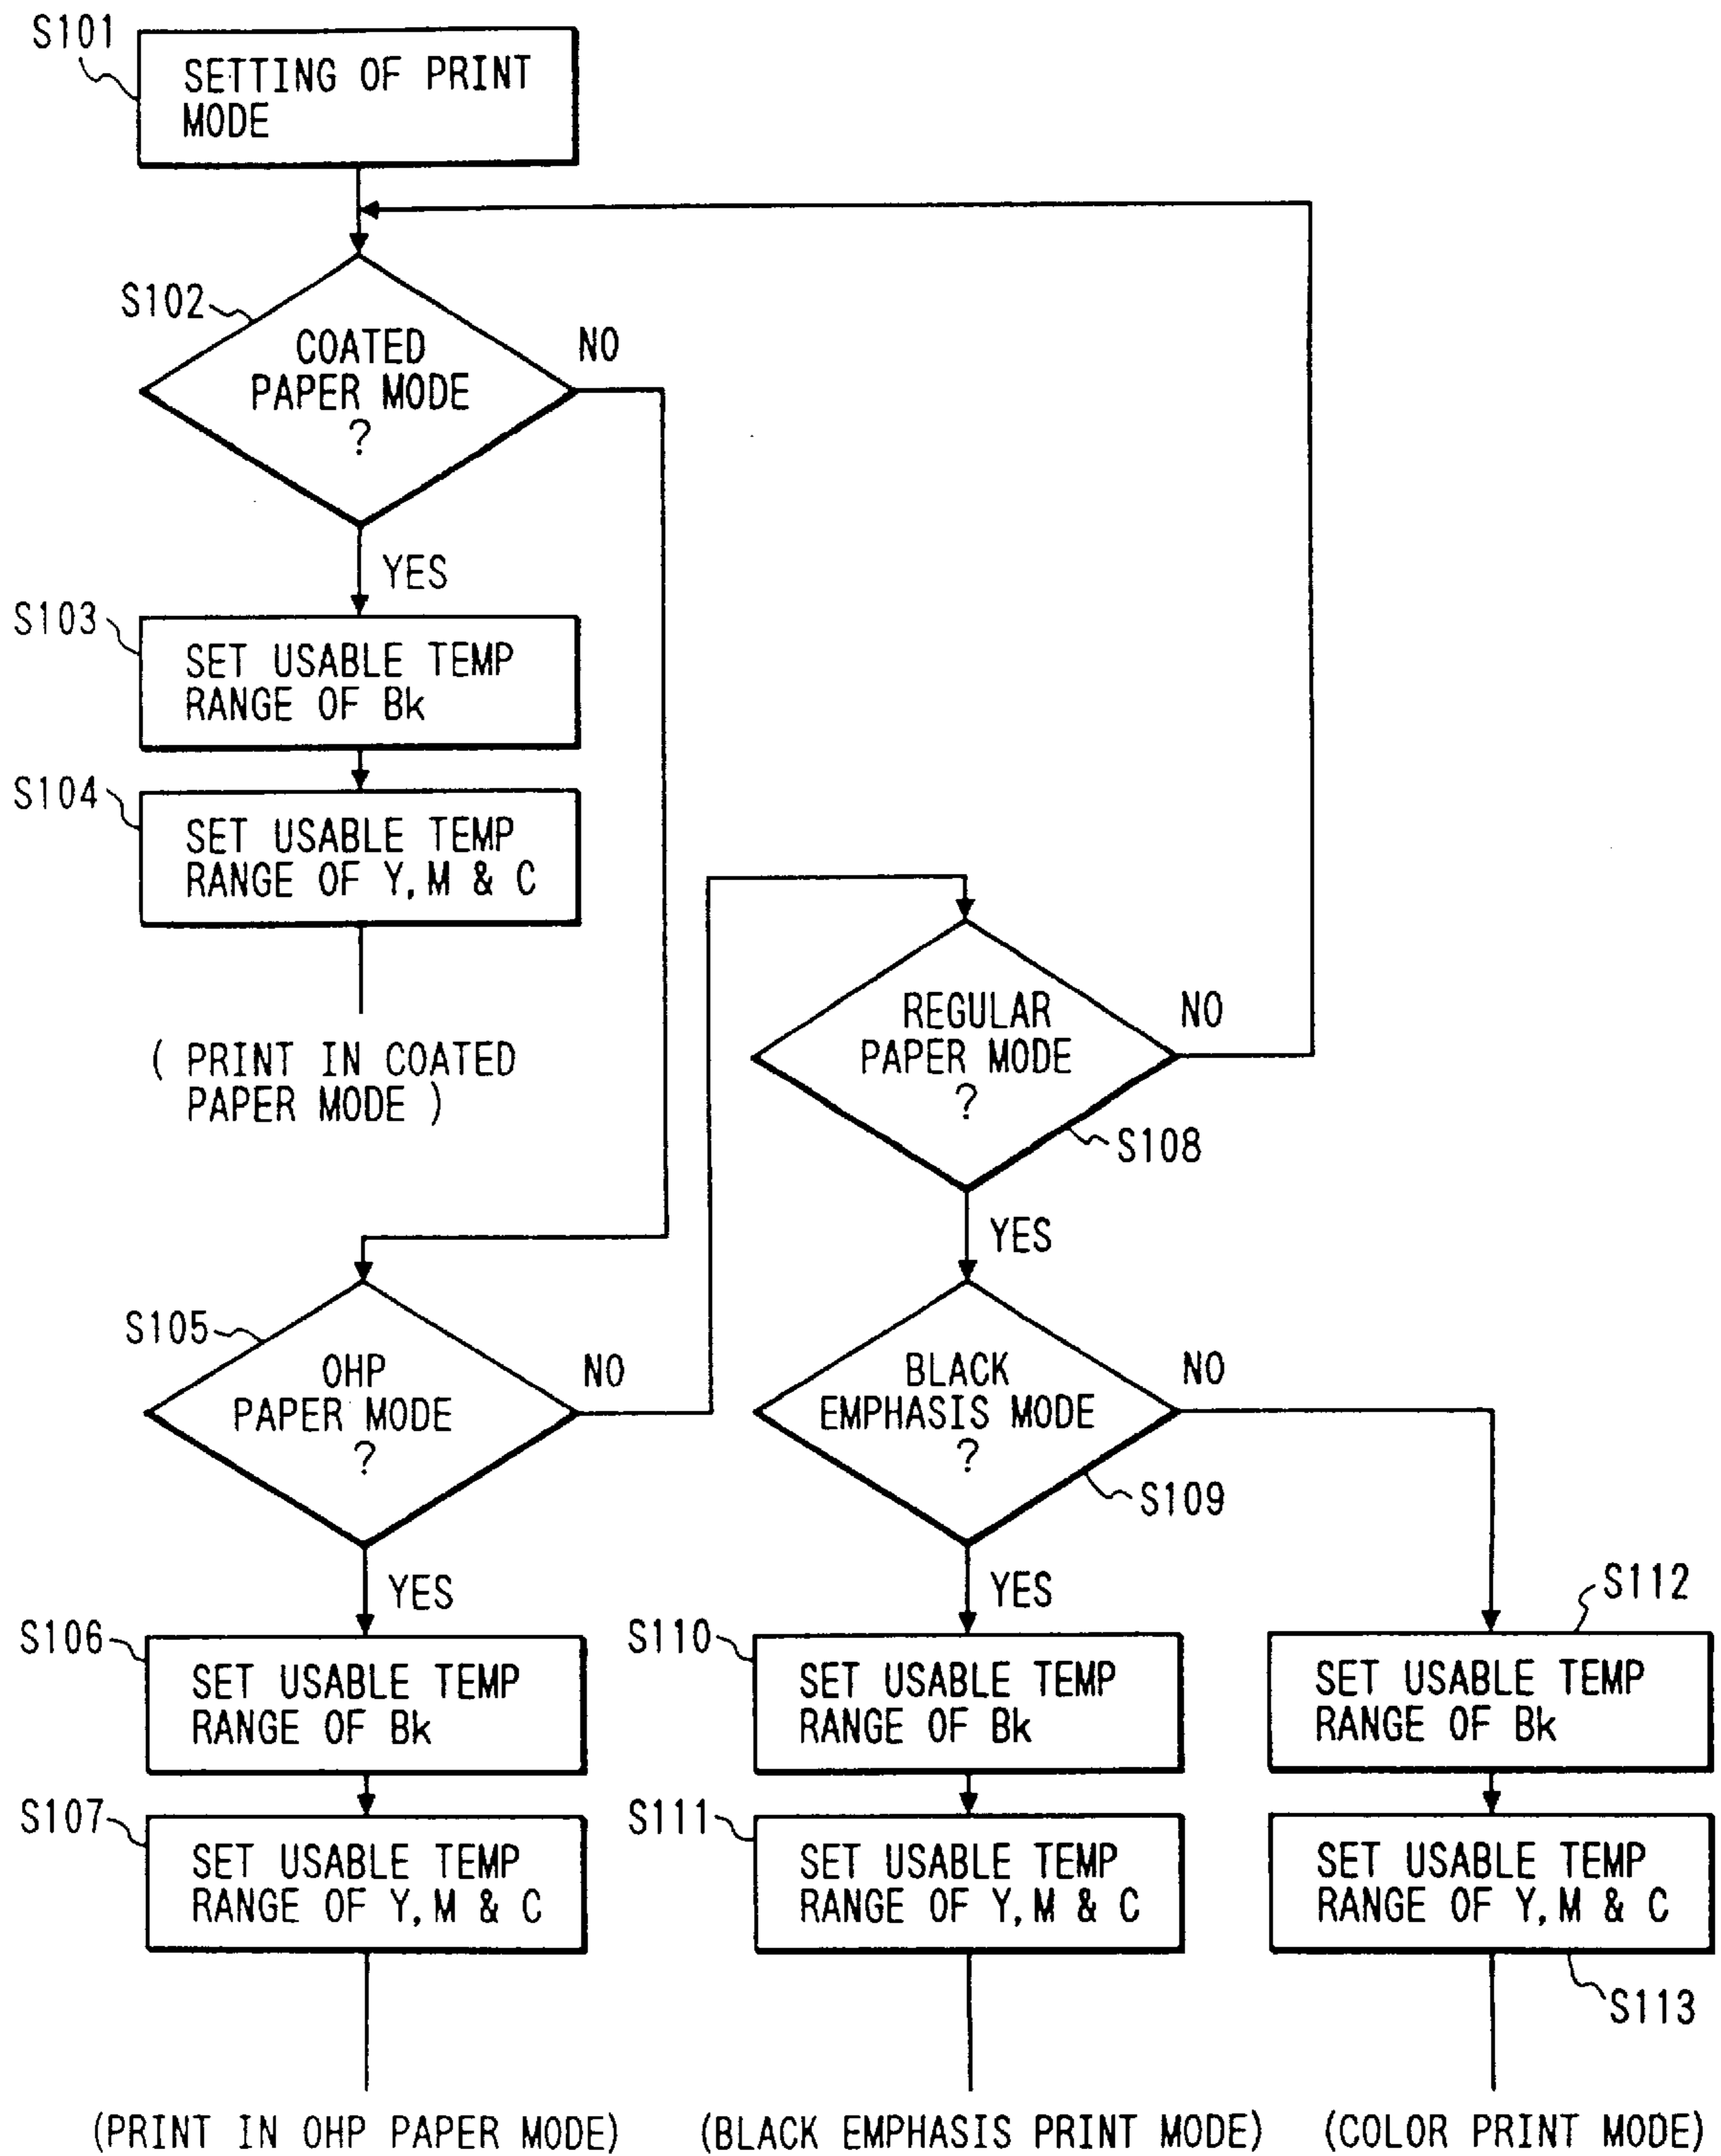 S101
SETTING OF PRINT
MODE
S102
COATED
PAPER MODE
?
NO
YES
S103
SET USABLE TEMP
RANGE OF Bk
S104
SET USABLE TEMP
RANGE OF Y, M & C
( PRINT IN COATED
PAPER MODE )
S105
OHP
PAPER MODE
?
NO
YES
S106
SET USABLE TEMP
RANGE OF Bk
S107
SET USABLE TEMP
RANGE OF Y, M & C
(PRINT IN OHP PAPER MODE)
REGULAR
PAPER MODE
?
NO
S108
YES
BLACK
EMPHASIS MODE
?
NO
S109
YES
S110
SET USABLE TEMP
RANGE OF Bk
S111
SET USABLE TEMP
RANGE OF Y, M & C
(BLACK EMPHASIS PRINT MODE)
S112
SET USABLE TEMP
RANGE OF Bk
SET USABLE TEMP
RANGE OF Y, M & C
S113
(COLOR PRINT MODE)